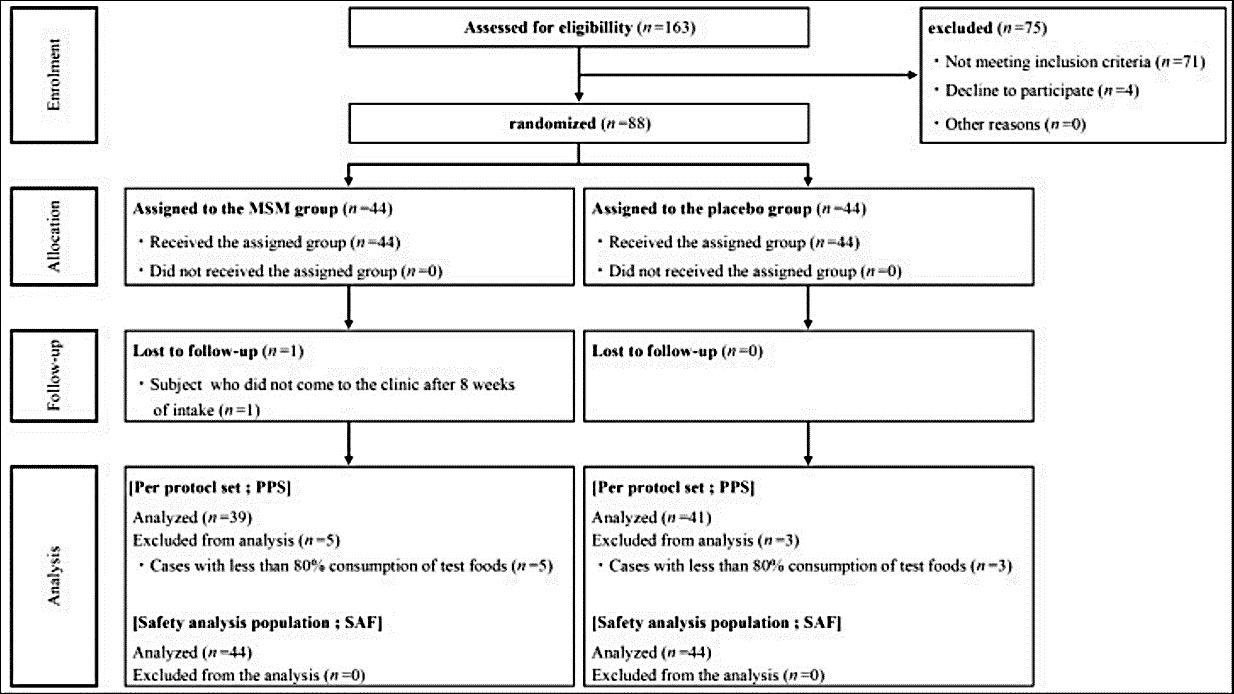 Enrolment
Assessed for eligibillity (n=163)
excluded (n=75)
・Not meeting inclusion criteria (n=71)
・Decline to participate (n=4)
・Other reasons (n=0)
randomized (n=88)
Allocation
Assigned to the MSM group (n=44)
・Received the assigned group (n=44)
・Did not received the assigned group (n=0)
Assigned to the placebo group (n=44)
・Received the assigned group (n=44)
・Did not received the assigned group (n=0)
Follow-up
Lost to follow-up (n=1)
・Subject who did not come to the clinic after 8 weeks
of intake (n=1)
Lost to follow-up (n=0)
Analysis
[Per protocl set ; PPS]
Analyzed (n=39)
Excluded from analysis (n=5)
・Cases with less than 80% consumption of test foods (n=5)
[Safety analysis population ; SAF]
Analyzed (n=44)
Excluded from the analysis (n=0)
[Per protocl set ; PPS]
Analyzed (n=41)
Excluded from analysis (n=3)
・Cases with less than 80% consumption of test foods (n=3)
[Safety analysis population ; SAF]
Analyzed (n=44)
Excluded from the analysis (n=0)